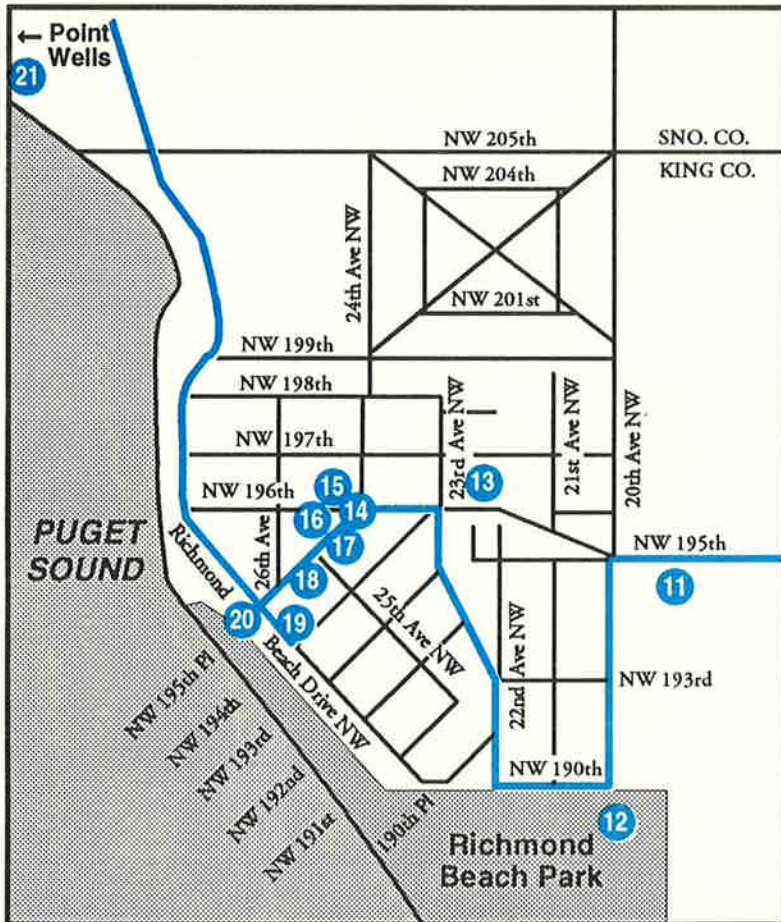 ← Point
Wells
21
NW 205th
SNO. CO.
KING CO.
NW 204th
24th Ave NW
NW 201st
NW 199th
NW 198th
23rd Ave NW
21st Ave NW
20th Ave NW
NW 197th
13
15
NW 196th
14
16
PUGET
SOUND
Richmond
Beach Drive NW
26th Ave
17
NW 195th
11
18
25th Ave NW
20
19
22nd Ave NW
NW 193rd
NW 195th Pl
NW 194th
NW 193rd
NW 192nd
NW 191st
190th Pl
NW 190th
12
Richmond
Beach Park